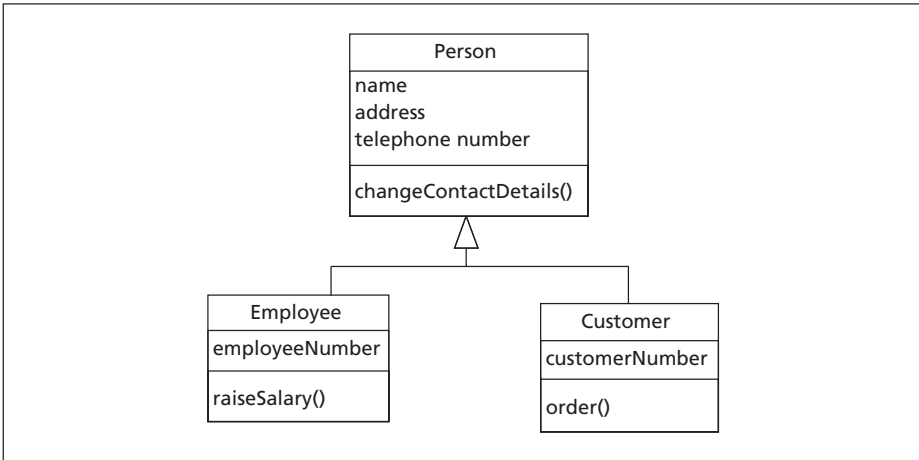 Person
name
address
telephone number
changeContactDetails()
Employee
employeeNumber
raiseSalary()
Customer
customerNumber
order()